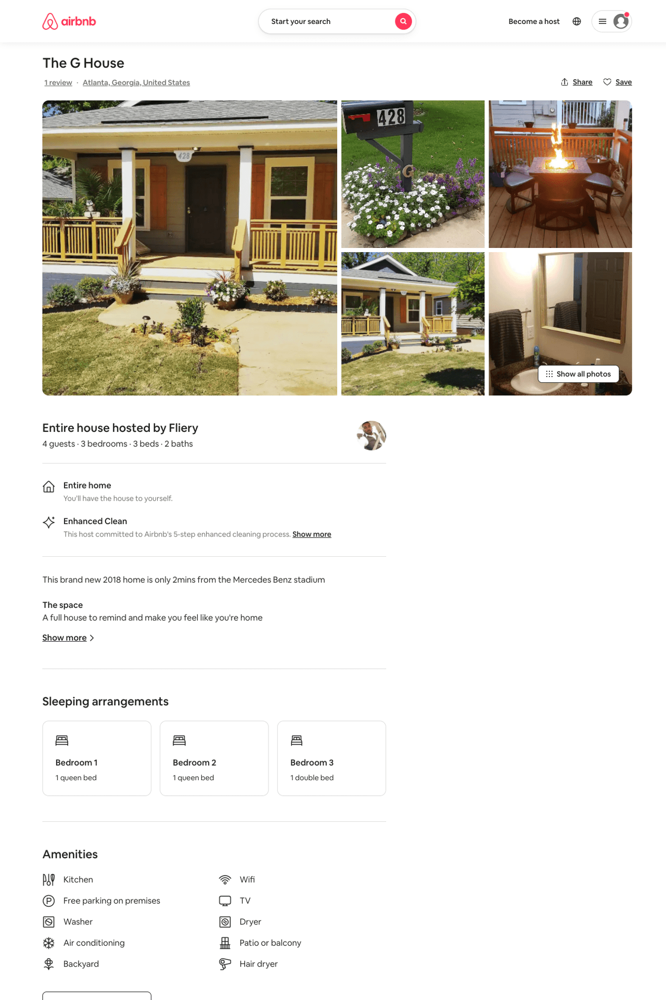 airbnb
Start your search
Become a host
The G House
1 review · Atlanta, Georgia, United States
Share
Save
428
428
G
Show all photos
Entire house hosted by Fliery
4 guests · 3 bedrooms · 3 beds · 2 baths
Entire home
You'll have the house to yourself.
Enhanced Clean
This host committed to Airbnb's 5-step enhanced cleaning process. Show more
This brand new 2018 home is only 2mins from the Mercedes Benz stadium
The space
A full house to remind and make you feel like you're home
Show more
Sleeping arrangements
Bedroom 1
1 queen bed
Bedroom 2
1 queen bed
Bedroom 3
1 double bed
Amenities
Kitchen
Wifi
Free parking on premises
TV
Washer
Dryer
Air conditioning
Patio or balcony
Backyard
Hair dryer